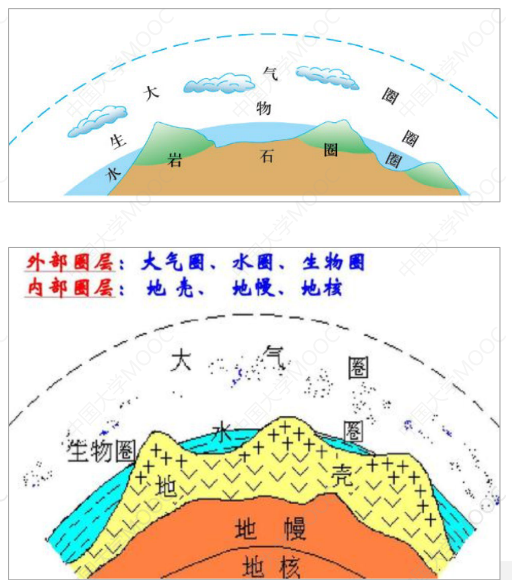 大气圈
生物圈
水圈
岩石圈
外部圈层：大气圈、水圈、生物圈
内部圈层：地壳、地幔、地核
大气圈
水圈
生物圈
地壳
地幔
地核
中国大学MOOC